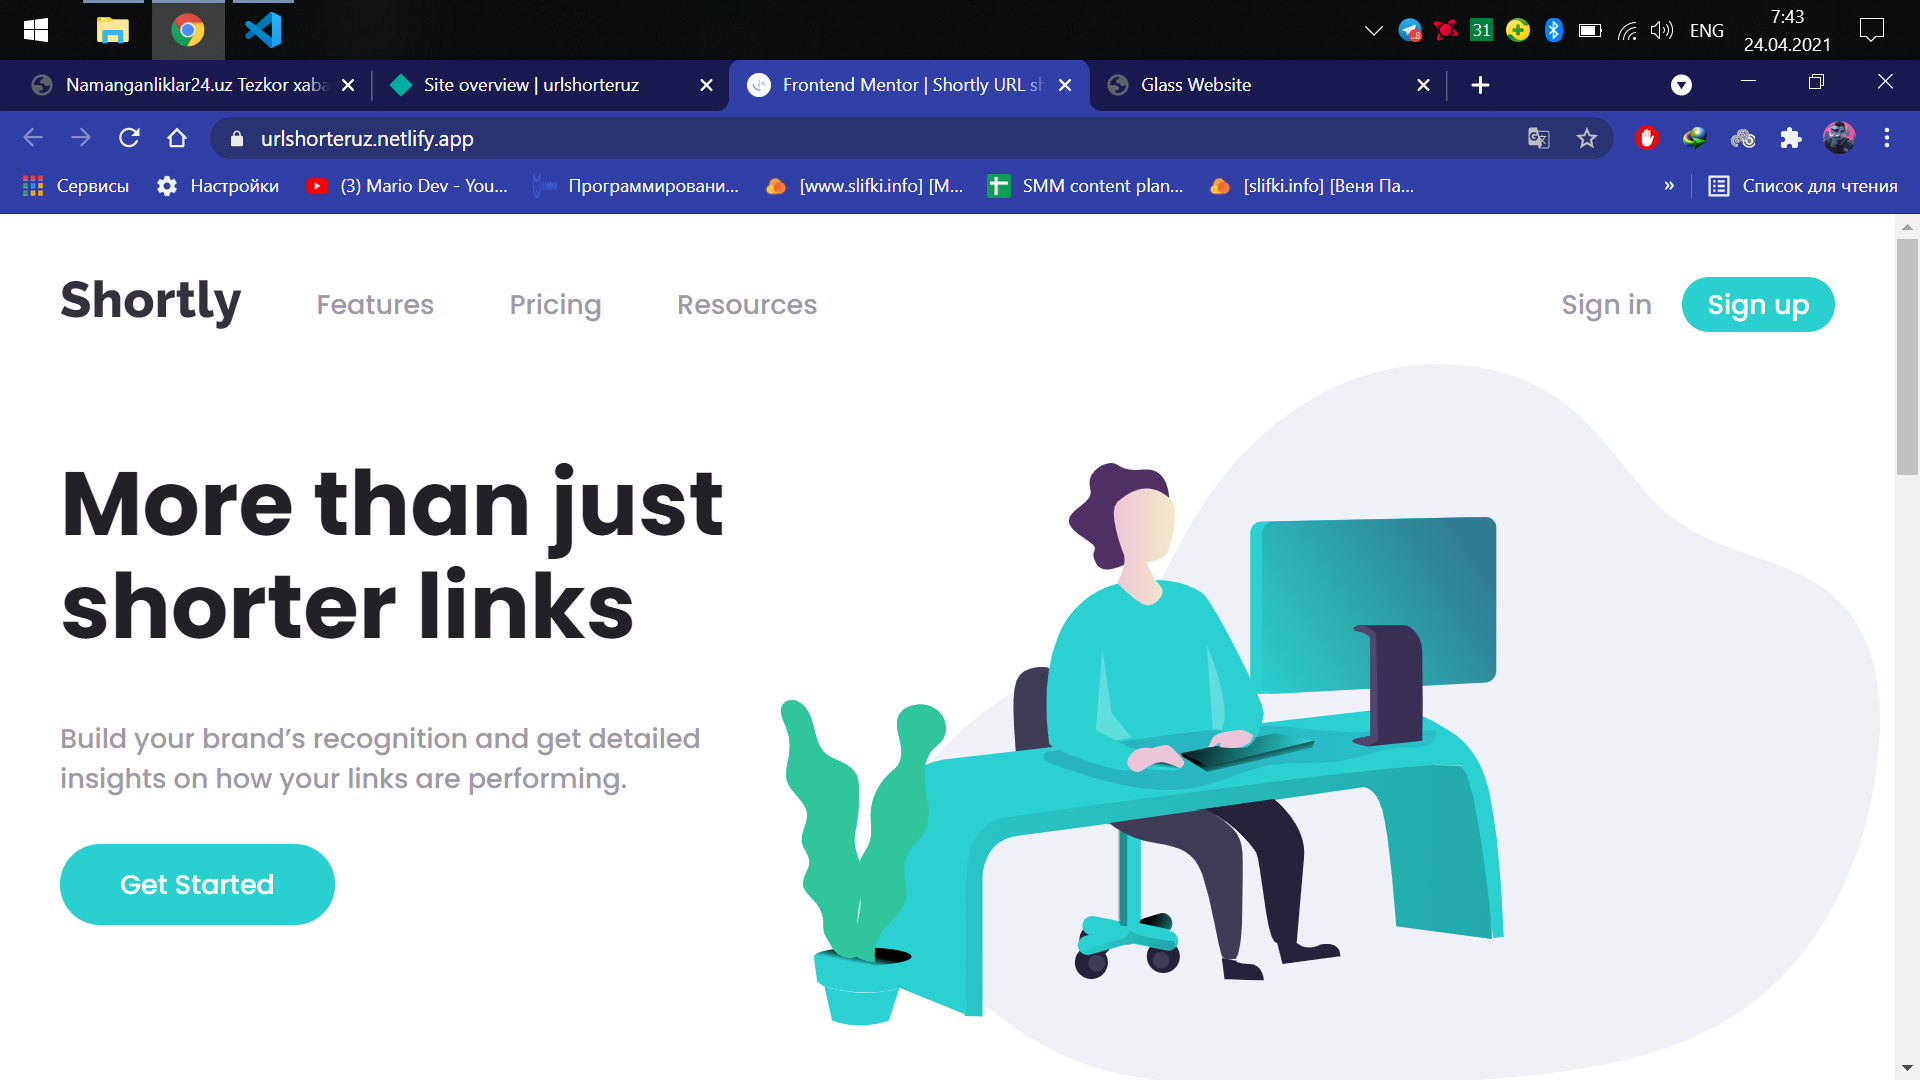 ENG
7:43
24.04.2021
31
Namanganliklar24.uz Tezkor xaba
Site overview | urlshorteruz
Frontend Mentor | Shortly URL sh
Glass Website
urlshorteruz.netlify.app
Сервисы
Настройки
(3) Mario Dev - You...
Программировани...
[www.slifki.info] [М...
SMM content plan...
[slifki.info] [Веня Па...
»
Список для чтения
Shortly
Features
Pricing
Resources
Sign in
Sign up
More than just
shorter links
Build your brand’s recognition and get detailed
insights on how your links are performing.
Get Started